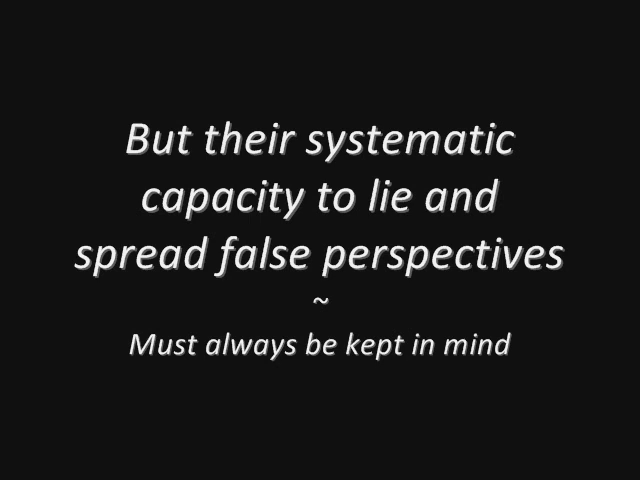 But their systematic
capacity to lie and
spread false perspectives
~
Must always be kept in mind